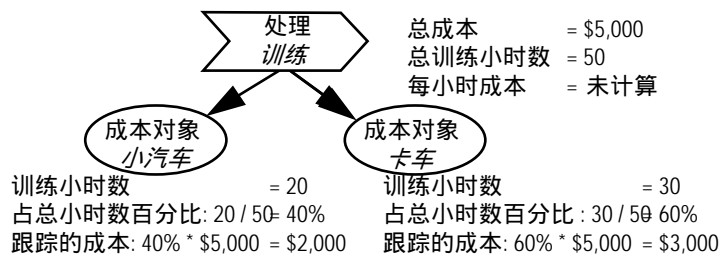 处理
训练
总成本 = $5,000
总训练小时数 = 50
每小时成本 = 未计算
成本对象
小汽车
成本对象
卡车
训练小时数 = 20
占总小时数百分比: 20 / 50= 40%
跟踪的成本: 40% * $5,000 = $2,000
训练小时数 = 30
占总小时数百分比 : 30 / 50= 60%
跟踪的成本: 60% * $5,000 = $3,000